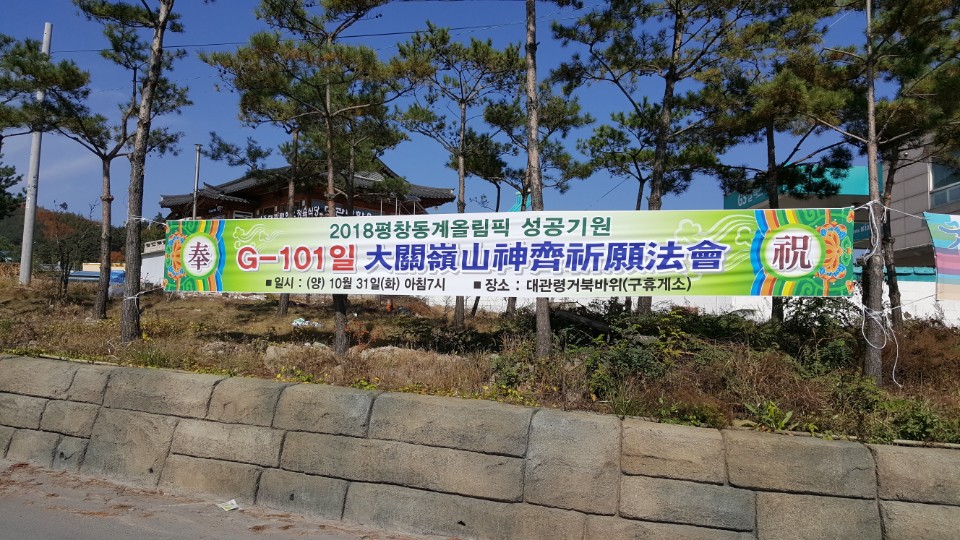 2018평창동계올림픽 성공기원
奉 G-101일 大關嶺山神齊祈願法會 祝
■일시 : (양) 10월 31일(화) 아침7시 ■ 장소 : 대관령거북바위(구휴게소)